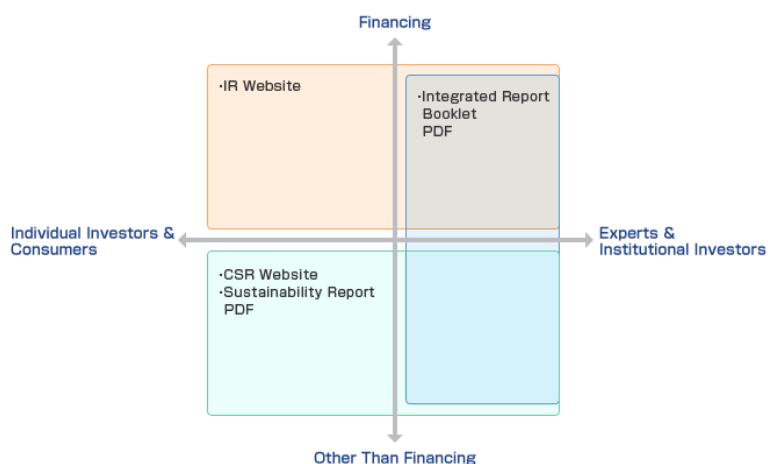 Financing
·IR Website
·Integrated Report
Booklet
PDF
Individual Investors &
Consumers
Experts &
Institutional Investors
·CSR Website
·Sustainability Report
PDF
Other Than Financing